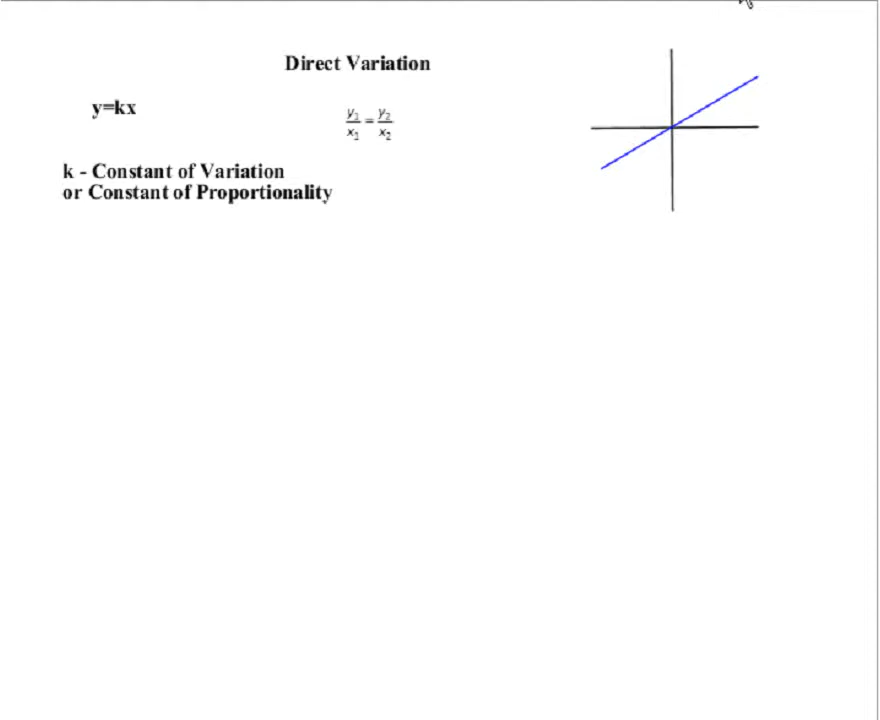 Direct Variation
y=kx
y₁/x₁ = y₂/x₂
k - Constant of Variation
or Constant of Proportionality